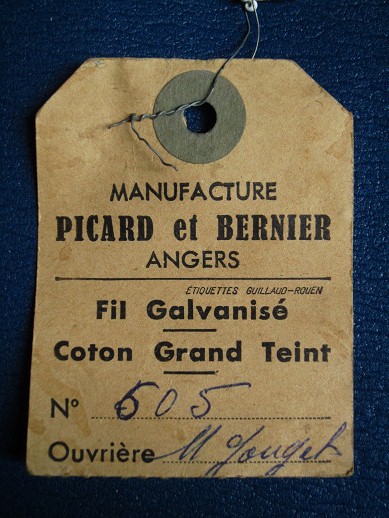 MANUFACTURE
PICARD et BERNIER
ANGERS
ÉTIQUETTES GUILLAUD-ROUEN
Fil Galvanisé
Coton Grand Teint
N° 505
Ouvrière M